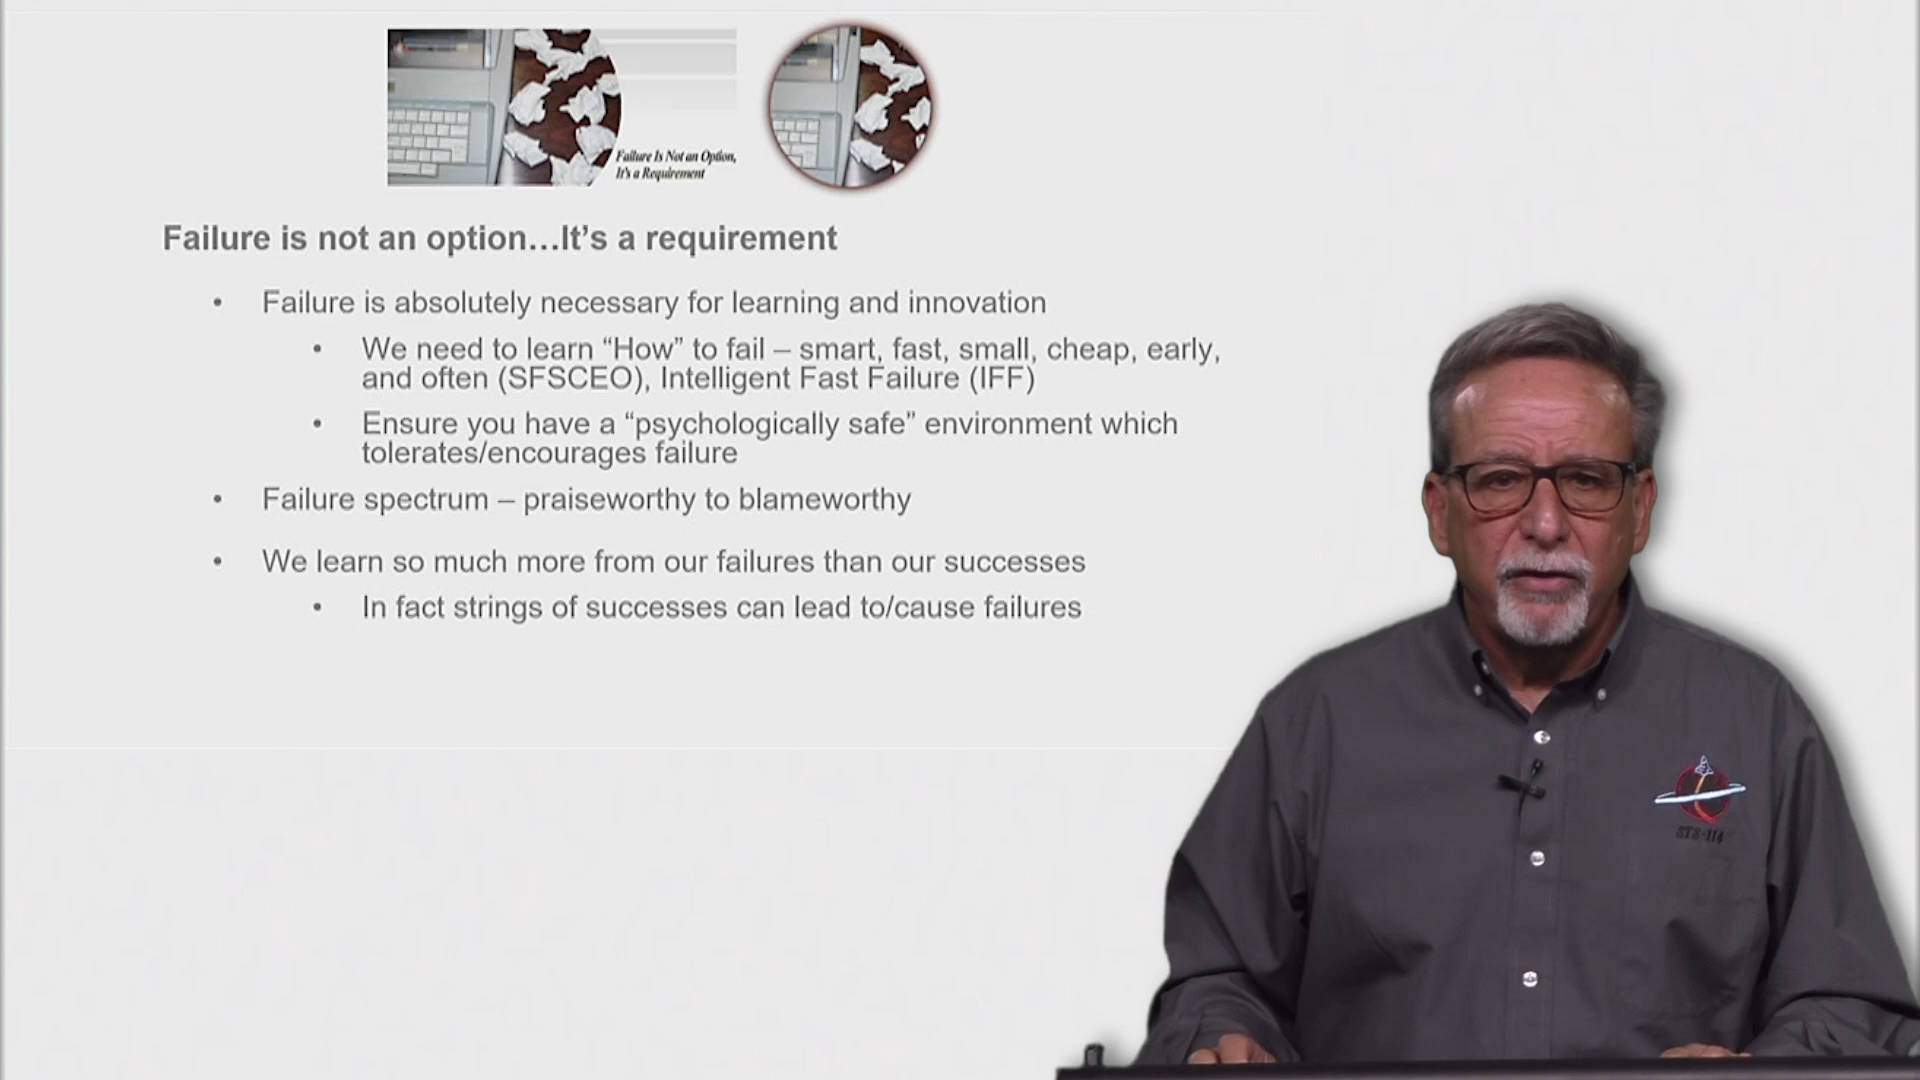 Failure Is Not an Option,
It's a Requirement
Failure is not an option…It’s a requirement
• Failure is absolutely necessary for learning and innovation
• We need to learn “How” to fail – smart, fast, small, cheap, early,
and often (SFSCEO), Intelligent Fast Failure (IFF)
• Ensure you have a “psychologically safe” environment which
tolerates/encourages failure
• Failure spectrum – praiseworthy to blameworthy
• We learn so much more from our failures than our successes
• In fact strings of successes can lead to/cause failures
STS-114